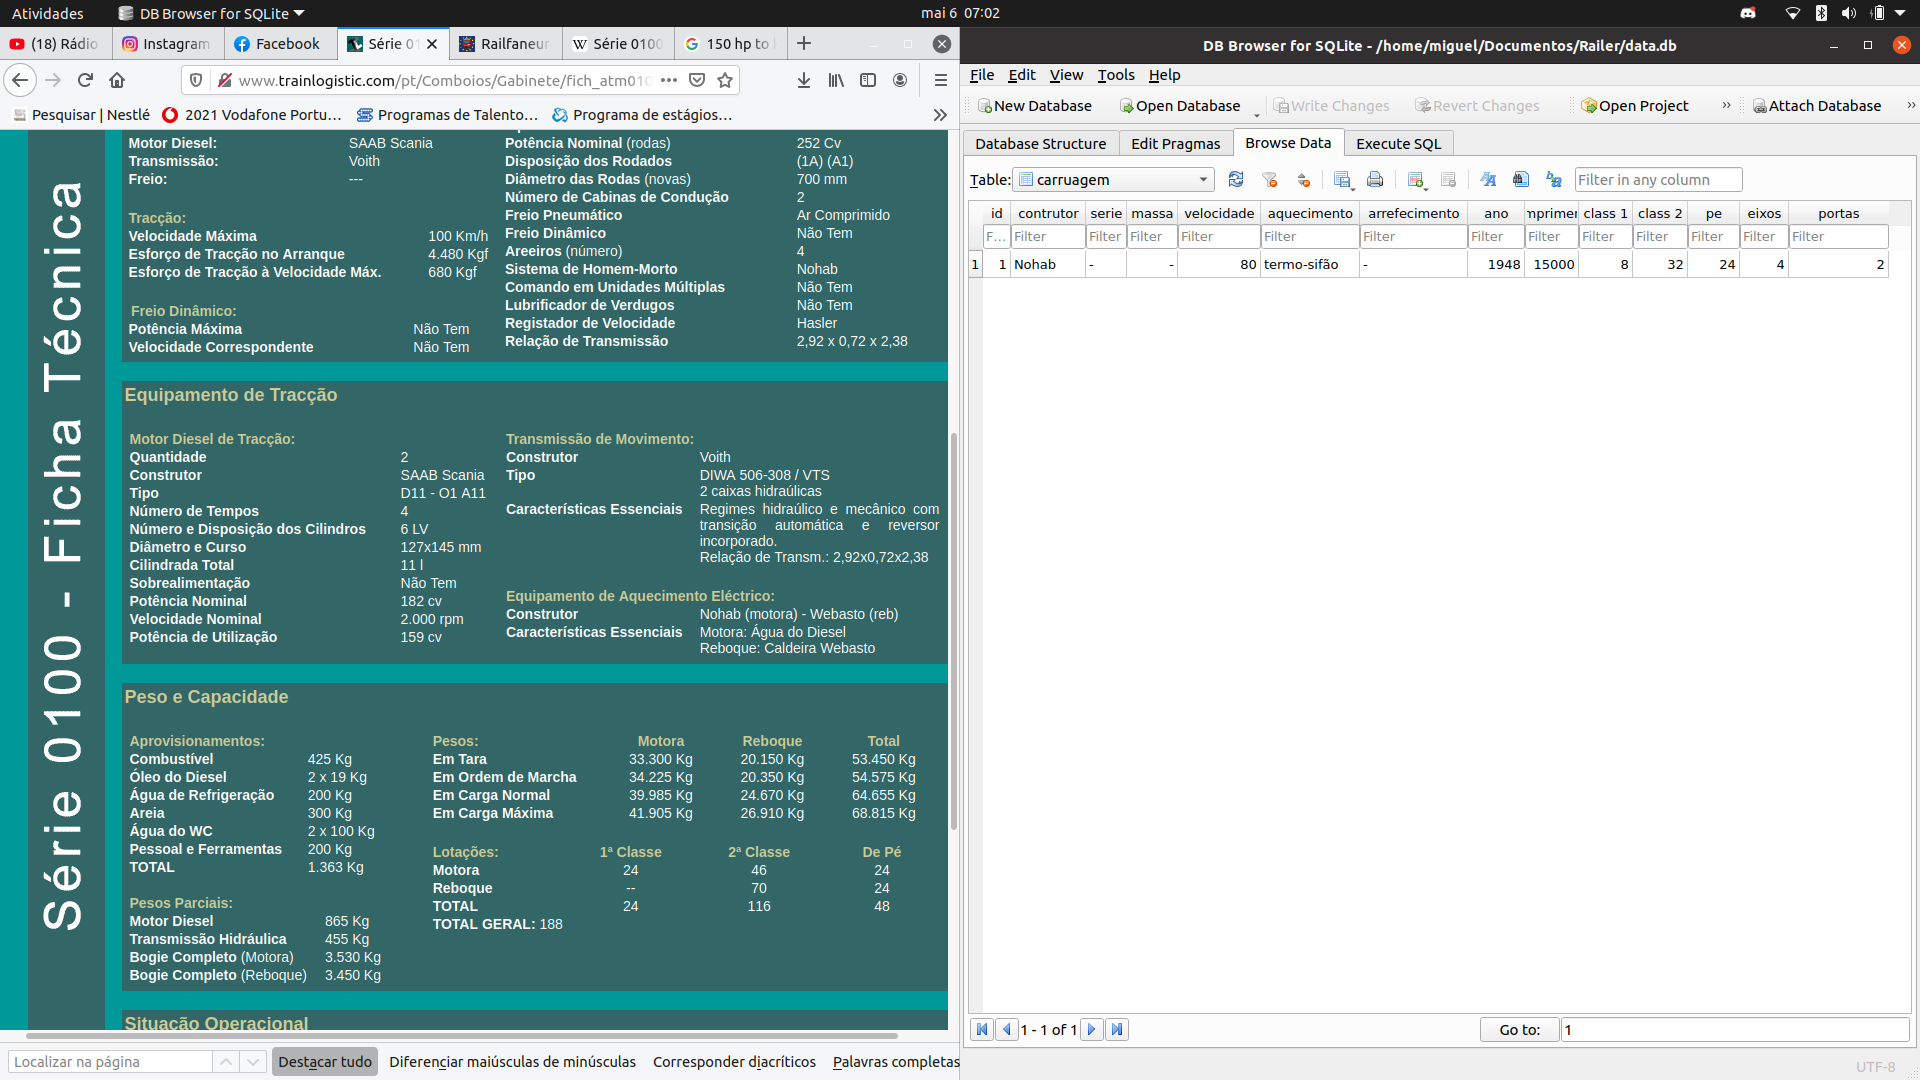 Atividades
DB Browser for SQLite
mai 6 07:02
(18) Rádio
Instagram
Facebook
Série 01
Railfaneur
Série 0100
150 hp to
www.trainlogistic.com/pt/Comboios/Gabinete/fich_atm010
Pesquisar | Nestlé
2021 Vodafone Portu…
Programas de Talento…
Programa de estágios…
Série 0100 - Ficha Técnica
Motor Diesel: SAAB Scania
Transmissão: Voith
Freio: ---
Tracção:
Velocidade Máxima 100 Km/h
Esforço de Tracção no Arranque 4.480 Kgf
Esforço de Tracção à Velocidade Máx. 680 Kgf
Freio Dinâmico:
Potência Máxima Não Tem
Velocidade Correspondente Não Tem
Potência Nominal (rodas) 252 Cv
Disposição dos Rodados (1A) (A1)
Diâmetro das Rodas (novas) 700 mm
Número de Cabinas de Condução 2
Freio Pneumático Ar Comprimido
Freio Dinâmico Não Tem
Areeiros (número) 4
Sistema de Homem-Morto Nohab
Comando em Unidades Múltiplas Não Tem
Lubrificador de Verdugos Não Tem
Registador de Velocidade Hasler
Relação de Transmissão 2,92 x 0,72 x 2,38
Equipamento de Tracção
Motor Diesel de Tracção:
Quantidade 2
Construtor SAAB Scania
Tipo D11 - O1 A11
Número de Tempos 4
Número e Disposição dos Cilindros 6 LV
Diâmetro e Curso 127x145 mm
Cilindrada Total 11 l
Sobrealimentação Não Tem
Potência Nominal 182 cv
Velocidade Nominal 2.000 rpm
Potência de Utilização 159 cv
Transmissão de Movimento:
Construtor Voith
Tipo DIWA 506-308 / VTS
2 caixas hidraúlicas
Características Essenciais Regimes hidraúlico e mecânico com
transição automática e reversor
incorporado.
Relação de Transm.: 2,92x0,72x2,38
Equipamento de Aquecimento Eléctrico:
Construtor Nohab (motora) - Webasto (reb)
Características Essenciais Motora: Água do Diesel
Reboque: Caldeira Webasto
Peso e Capacidade
Aprovisionamentos:
Combustível 425 Kg
Óleo do Diesel 2 x 19 Kg
Água de Refrigeração 200 Kg
Areia 300 Kg
Água do WC 2 x 100 Kg
Pessoal e Ferramentas 200 Kg
TOTAL 1.363 Kg
Pesos Parciais:
Motor Diesel 865 Kg
Transmissão Hidráulica 455 Kg
Bogie Completo (Motora) 3.530 Kg
Bogie Completo (Reboque) 3.450 Kg
Pesos: Motora Reboque Total
Em Tara 33.300 Kg 20.150 Kg 53.450 Kg
Em Ordem de Marcha 34.225 Kg 20.350 Kg 54.575 Kg
Em Carga Normal 39.985 Kg 24.670 Kg 64.655 Kg
Em Carga Máxima 41.905 Kg 26.910 Kg 68.815 Kg
Lotações: 1ª Classe 2ª Classe De Pé
Motora 24 46 24
Reboque -- 70 24
TOTAL 24 116 48
TOTAL GERAL: 188
Situação Operacional
Localizar na página
Destacar tudo
Diferenciar maiúsculas de minúsculas
Corresponder diacríticos
Palavras completas
DB Browser for SQLite - /home/miguel/Documentos/Railer/data.db
File Edit View Tools Help
New Database Open Database Write Changes Revert Changes Open Project » Attach Database »
Database Structure Edit Pragmas Browse Data Execute SQL
Table: carruagem Filter in any column
id contrutor serie massa velocidade aquecimento arrefecimento ano mprimen class 1 class 2 pe eixos portas
F… Filter Filter Filter Filter Filter Filter Filter Filter Filter Filter Filter Filter Filter
1 1 Nohab - - 80 termo-sifão - 1948 15000 8 32 24 4 2
1 - 1 of 1
Go to: 1
UTF-8